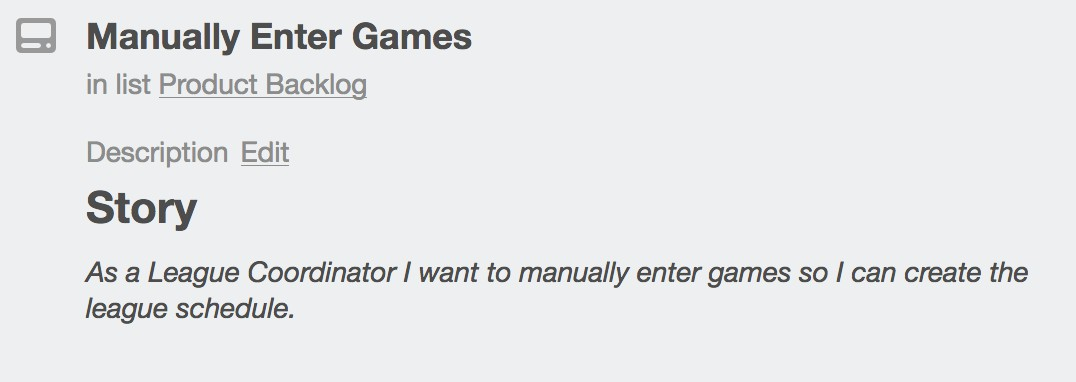 Manually Enter Games
in list Product Backlog
Description Edit
Story
As a League Coordinator I want to manually enter games so I can create the
league schedule.